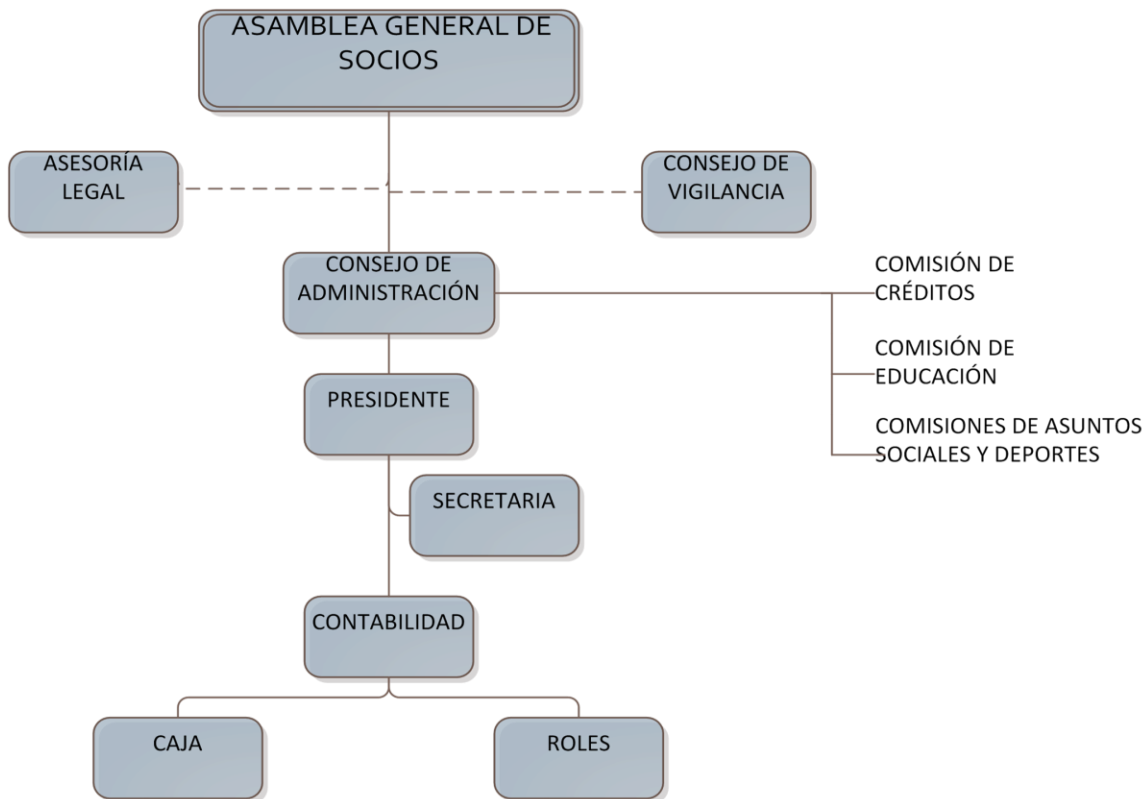 ASAMBLEA GENERAL DE
SOCIOS
ASESORÍA
LEGAL
CONSEJO DE
VIGILANCIA
CONSEJO DE
ADMINISTRACIÓN
COMISIÓN DE
CRÉDITOS
COMISIÓN DE
EDUCACIÓN
COMISIONES DE ASUNTOS
SOCIALES Y DEPORTES
PRESIDENTE
SECRETARIA
CONTABILIDAD
CAJA
ROLES